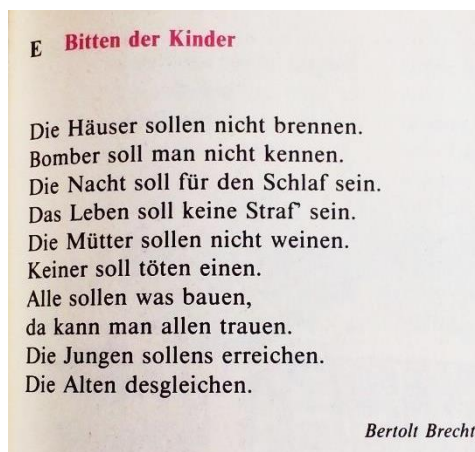 E Bitten der Kinder
Die Häuser sollen nicht brennen.
Bomber soll man nicht kennen.
Die Nacht soll für den Schlaf sein.
Das Leben soll keine Straf’ sein.
Die Mütter sollen nicht weinen.
Keiner soll töten einen.
Alle sollen was bauen,
da kann man allen trauen.
Die Jungen sollens erreichen.
Die Alten desgleichen.
Bertolt Brecht